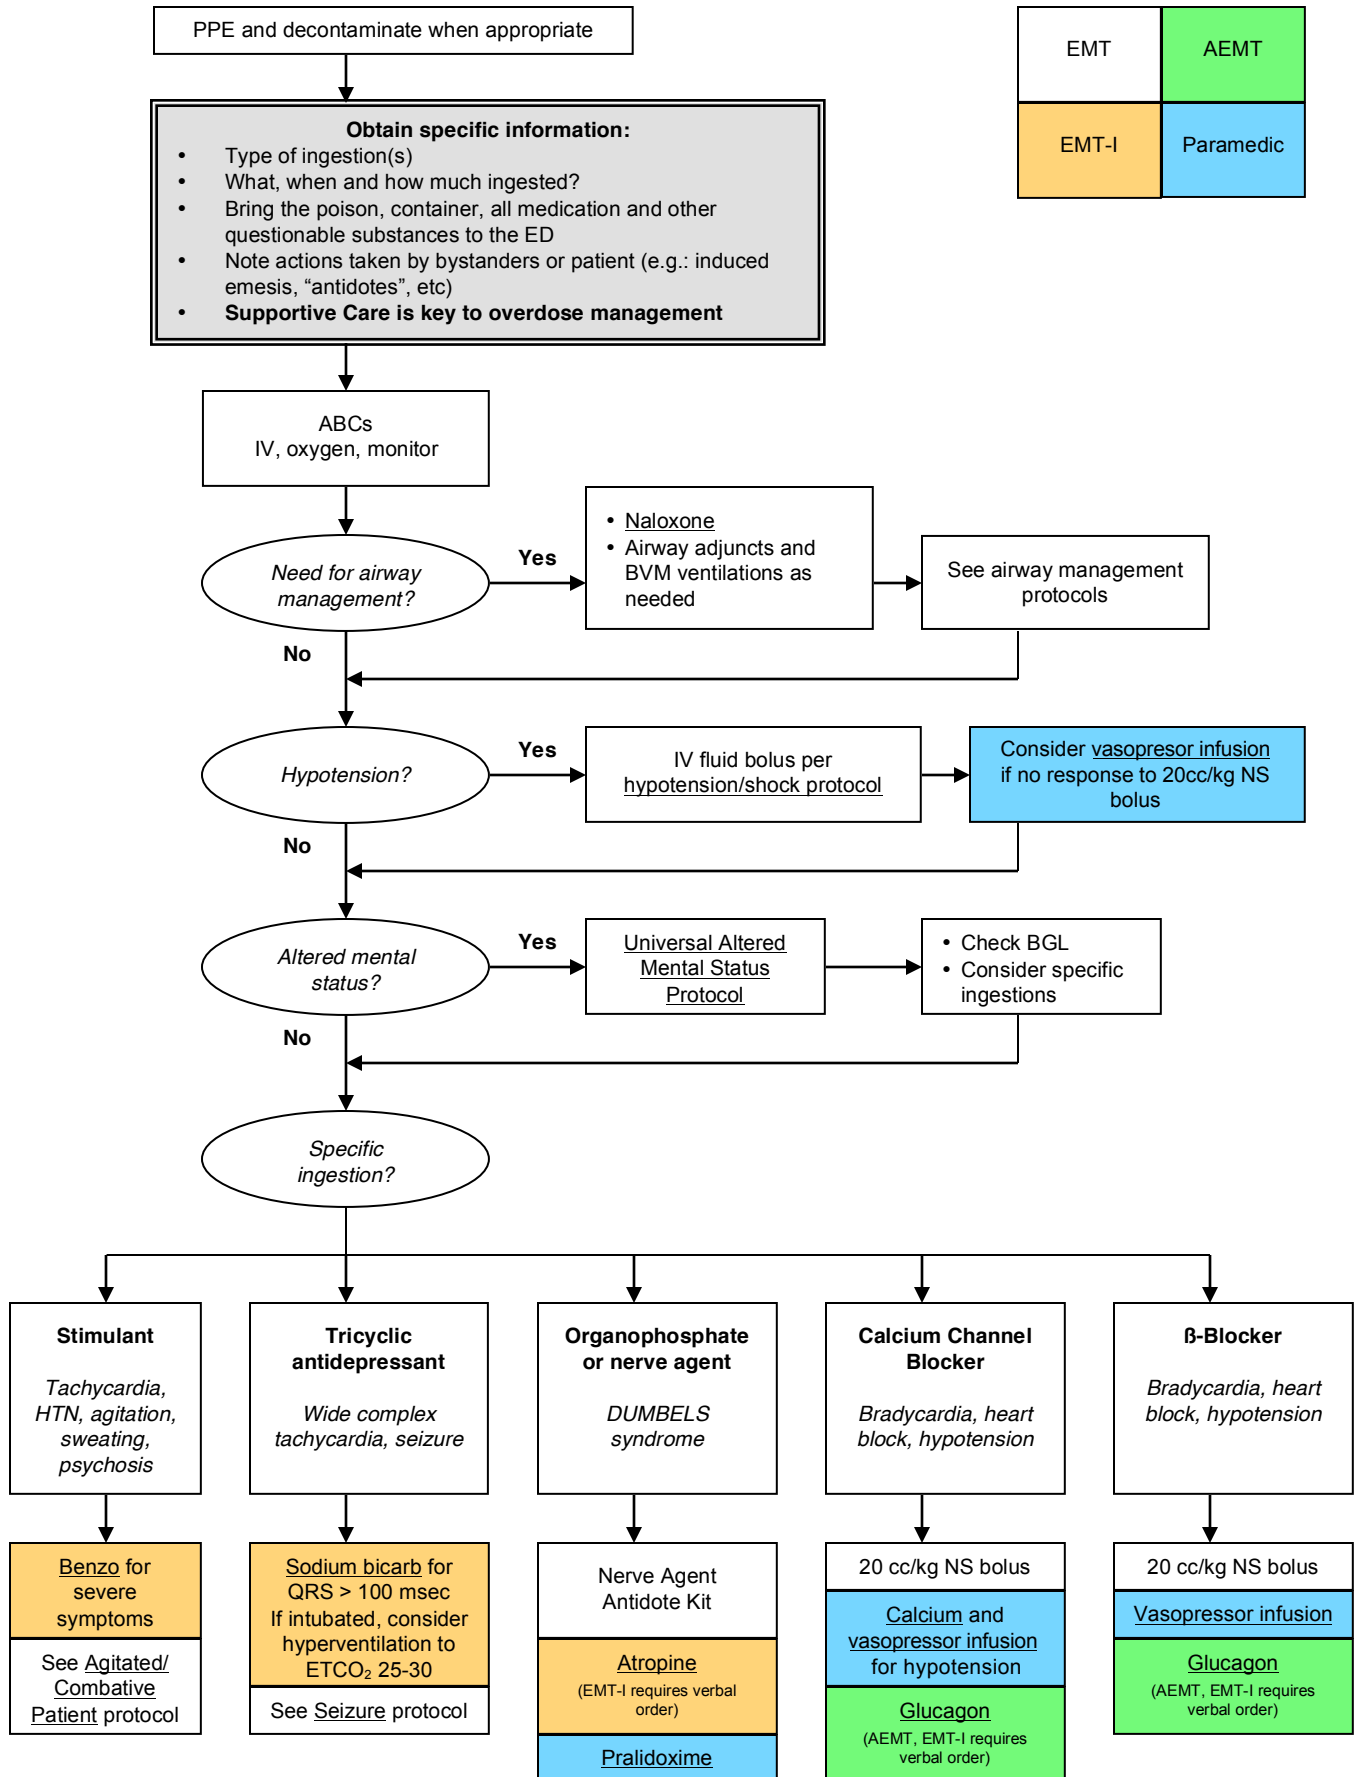 PPE and decontaminate when appropriate
EMT
AEMT
EMT-I
Paramedic
Obtain specific information:
• Type of ingestion(s)
• What, when and how much ingested?
• Bring the poison, container, all medication and other
questionable substances to the ED
• Note actions taken by bystanders or patient (e.g.: induced
emesis, “antidotes”, etc)
• Supportive Care is key to overdose management
ABCs
IV, oxygen, monitor
Need for airway
management?
Yes
• Naloxone
• Airway adjuncts and
BVM ventilations as
needed
See airway management
protocols
No
Hypotension?
Yes
IV fluid bolus per
hypotension/shock protocol
Consider vasopresor infusion
if no response to 20cc/kg NS
bolus
No
Altered mental
status?
Yes
Universal Altered
Mental Status
Protocol
• Check BGL
• Consider specific
ingestions
No
Specific
ingestion?
Stimulant
Tachycardia,
HTN, agitation,
sweating,
psychosis
Benzo for
severe
symptoms
See Agitated/
Combative
Patient protocol
Tricyclic
antidepressant
Wide complex
tachycardia, seizure
Sodium bicarb for
QRS > 100 msec
If intubated, consider
hyperventilation to
ETCO₂ 25-30
See Seizure protocol
Organophosphate
or nerve agent
DUMBELS
syndrome
Nerve Agent
Antidote Kit
Atropine
(EMT-I requires verbal
order)
Pralidoxime
Calcium Channel
Blocker
Bradycardia, heart
block, hypotension
20 cc/kg NS bolus
Calcium and
vasopressor infusion
for hypotension
Glucagon
(AEMT, EMT-I requires
verbal order)
ß-Blocker
Bradycardia, heart
block, hypotension
20 cc/kg NS bolus
Vasopressor infusion
Glucagon
(AEMT, EMT-I requires
verbal order)